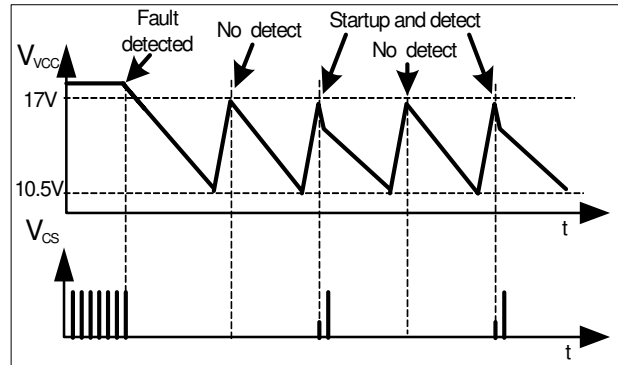 Fault
detected
No detect
Startup and detect
No detect
VVCC
17V
10.5V
t
VCS
t